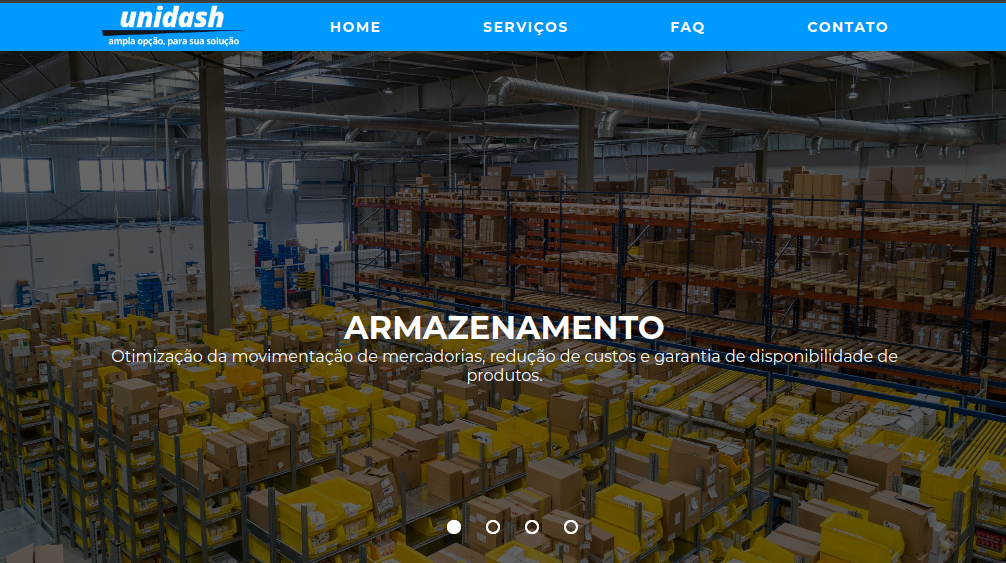 unidash
ampla opção, para sua solução
HOME
SERVIÇOS
FAQ
CONTATO
ARMAZENAMENTO
Otimização da movimentação de mercadorias, redução de custos e garantia de disponibilidade de
produtos.